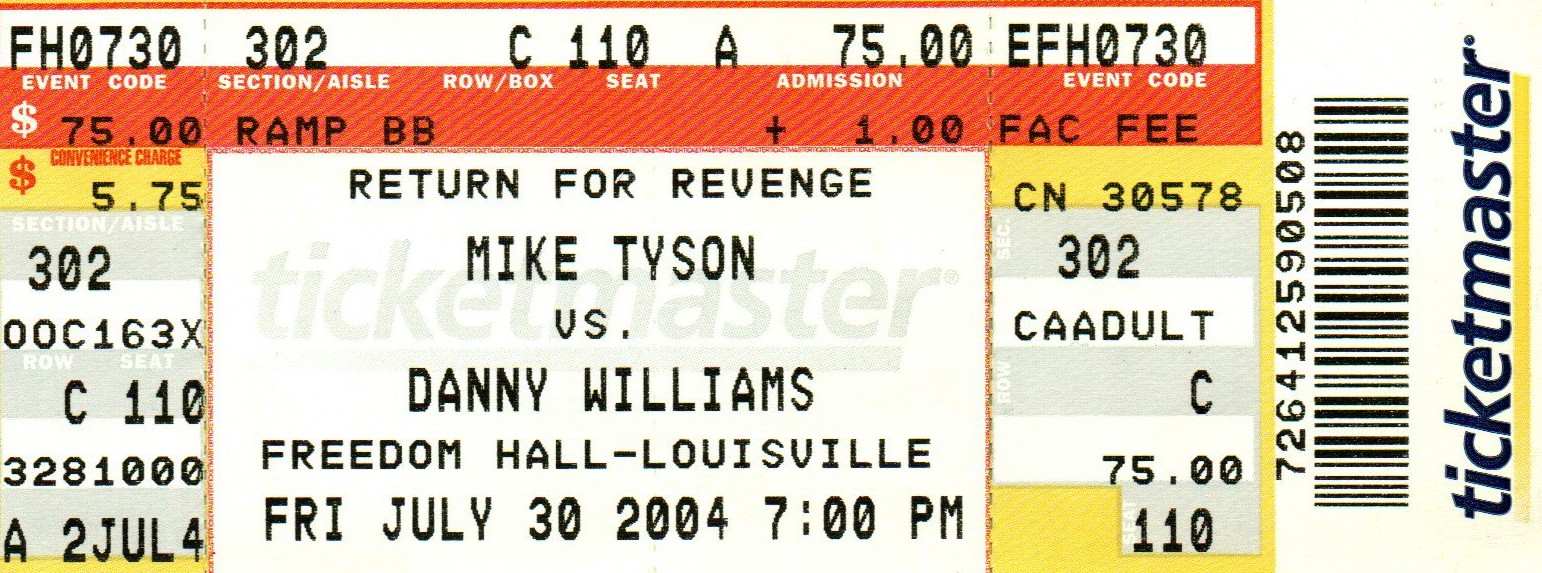 FH0730 302 C 110 A 75.00 EFH0730
EVENT CODE SECTION/AISLE ROW/BOX SEAT ADMISSION EVENT CODE
$ 75.00 RAMP BB + 1.00 FAC FEE
CONVENIENCE CHARGE
$ 5.75
SECTION/AISLE
302
00C163X
ROW SEAT
C 110
3281000
A 2JUL4
RETURN FOR REVENGE
MIKE TYSON
VS.
DANNY WILLIAMS
FREEDOM HALL-LOUISVILLE
FRI JULY 30 2004 7:00 PM
ticketmaster®
CN 30578
SEC.
302
CAADULT
ROW
C
75.00
SEAT
110
726412590508
ticketmaster®